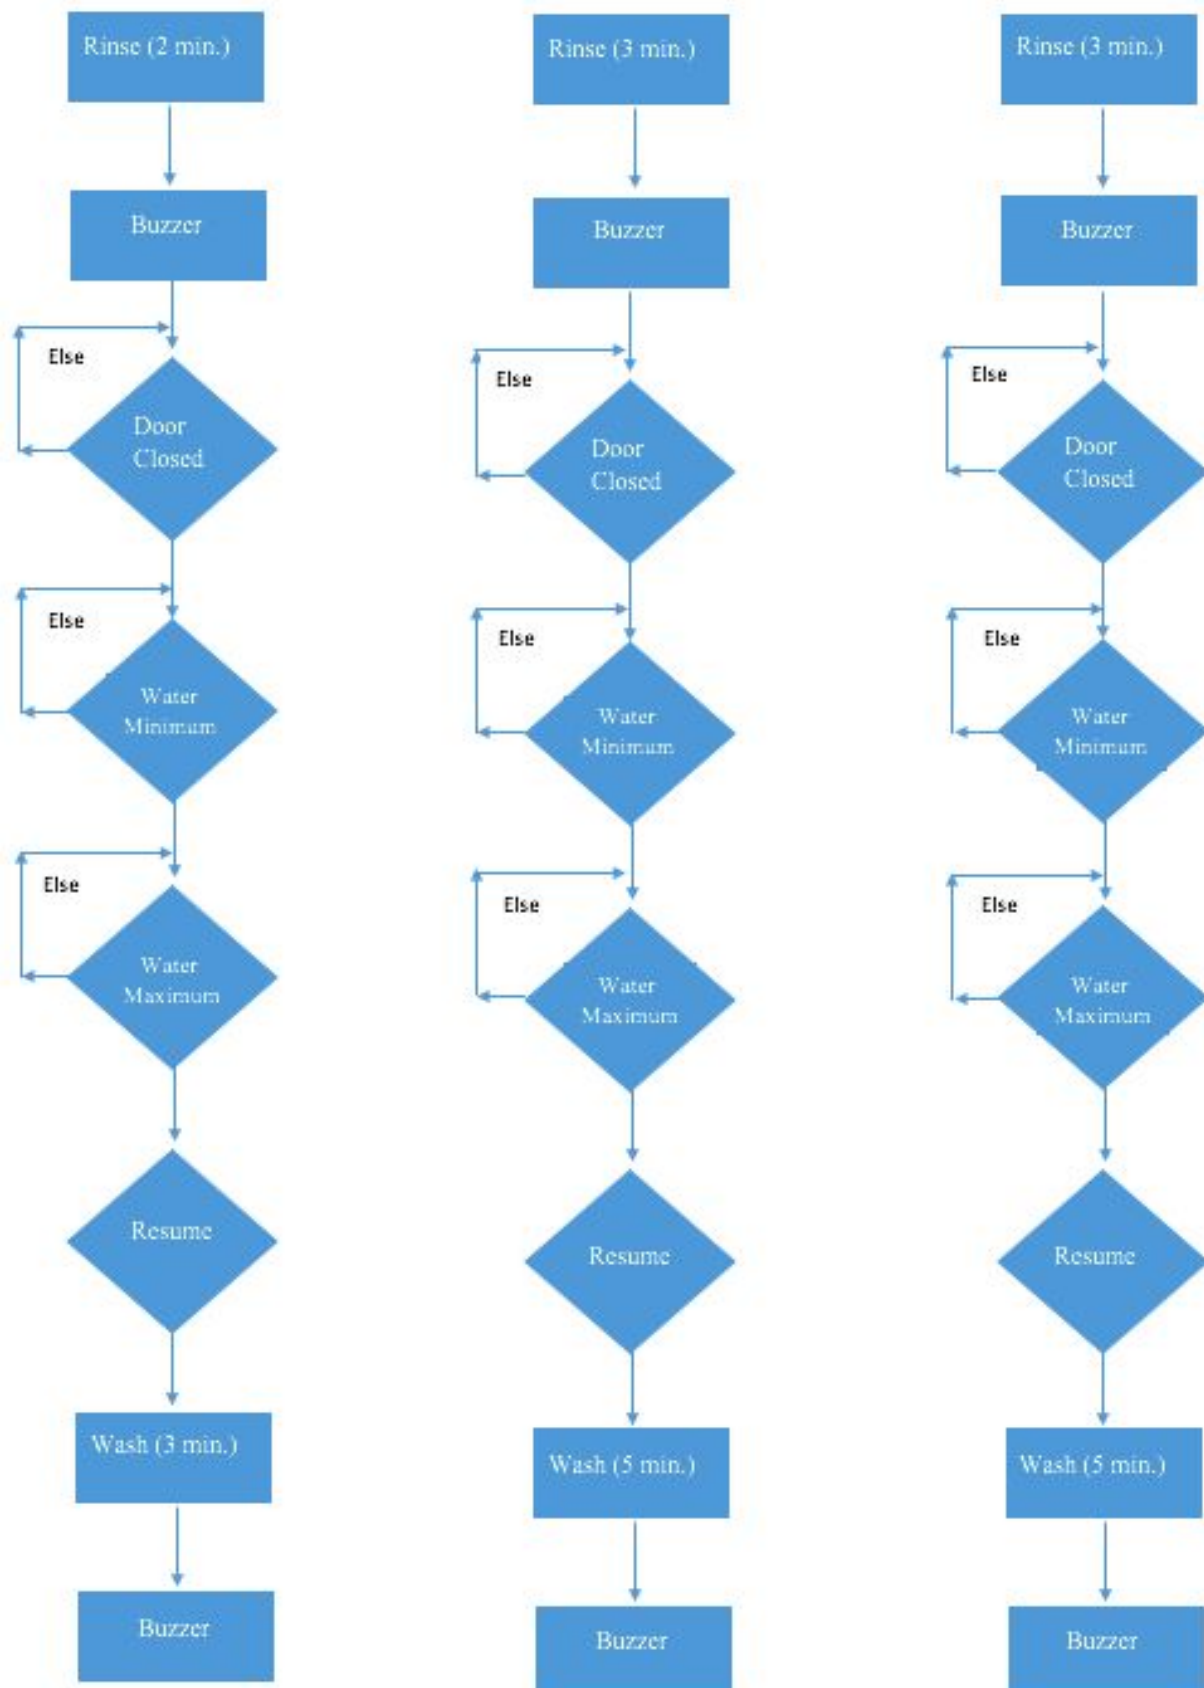 Rinse (2 min.)
Buzzer
Else
Door
Closed
Else
Water
Minimum
Else
Water
Maximum
Resume
Wash (3 min.)
Buzzer
Rinse (3 min.)
Buzzer
Else
Door
Closed
Else
Water
Minimum
Else
Water
Maximum
Resume
Wash (5 min.)
Buzzer
Rinse (3 min.)
Buzzer
Else
Door
Closed
Else
Water
Minimum
Else
Water
Maximum
Resume
Wash (5 min.)
Buzzer